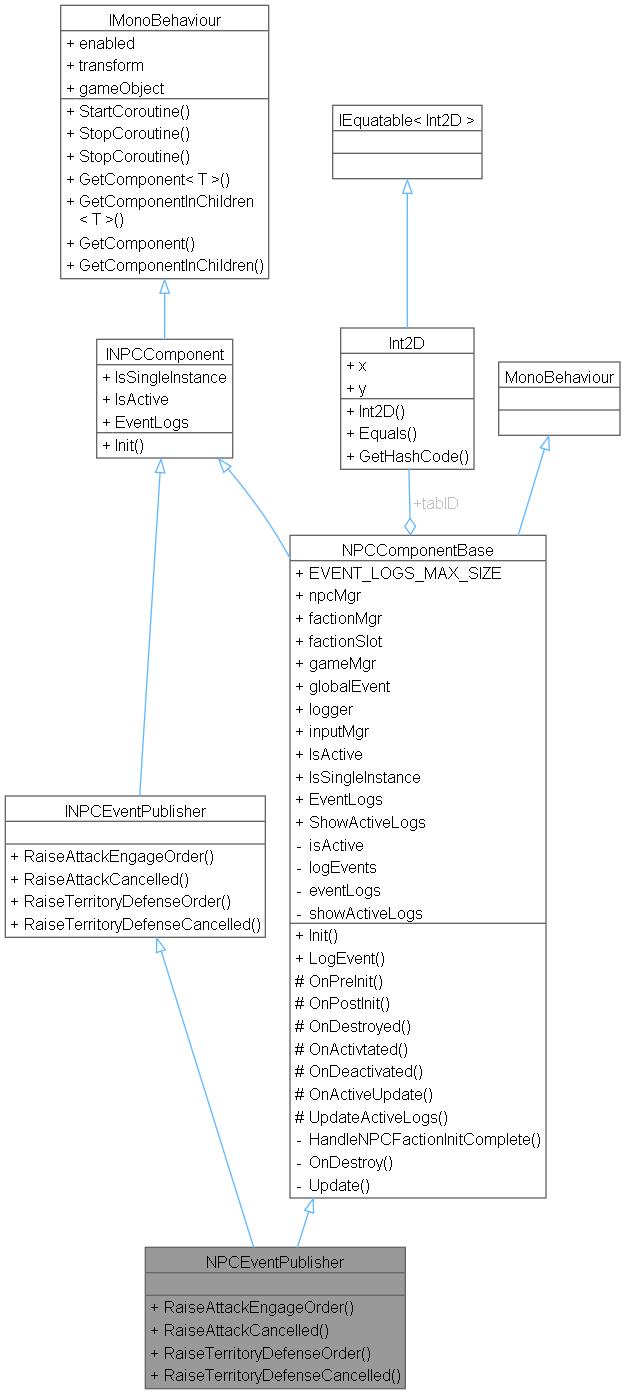 IMonoBehaviour
+ enabled
+ transform
+ gameObject
+ StartCoroutine()
+ StopCoroutine()
+ StopCoroutine()
+ GetComponent< T >()
+ GetComponentInChildren
< T >()
+ GetComponent()
+ GetComponentInChildren()
IEquatable< Int2D >
INPCComponent
+ IsSingleInstance
+ IsActive
+ EventLogs
+ Init()
Int2D
+ x
+ y
+ Int2D()
+ Equals()
+ GetHashCode()
MonoBehaviour
+tabID
NPCComponentBase
+ EVENT_LOGS_MAX_SIZE
+ npcMgr
+ factionMgr
+ factionSlot
+ gameMgr
+ globalEvent
+ logger
+ inputMgr
+ IsActive
+ IsSingleInstance
+ EventLogs
+ ShowActiveLogs
- isActive
- logEvents
- eventLogs
- showActiveLogs
+ Init()
+ LogEvent()
# OnPreInit()
# OnPostInit()
# OnDestroyed()
# OnActivtated()
# OnDeactivated()
# OnActiveUpdate()
# UpdateActiveLogs()
- HandleNPCFactionInitComplete()
- OnDestroy()
- Update()
INPCEventPublisher
+ RaiseAttackEngageOrder()
+ RaiseAttackCancelled()
+ RaiseTerritoryDefenseOrder()
+ RaiseTerritoryDefenseCancelled()
NPCEventPublisher
+ RaiseAttackEngageOrder()
+ RaiseAttackCancelled()
+ RaiseTerritoryDefenseOrder()
+ RaiseTerritoryDefenseCancelled()